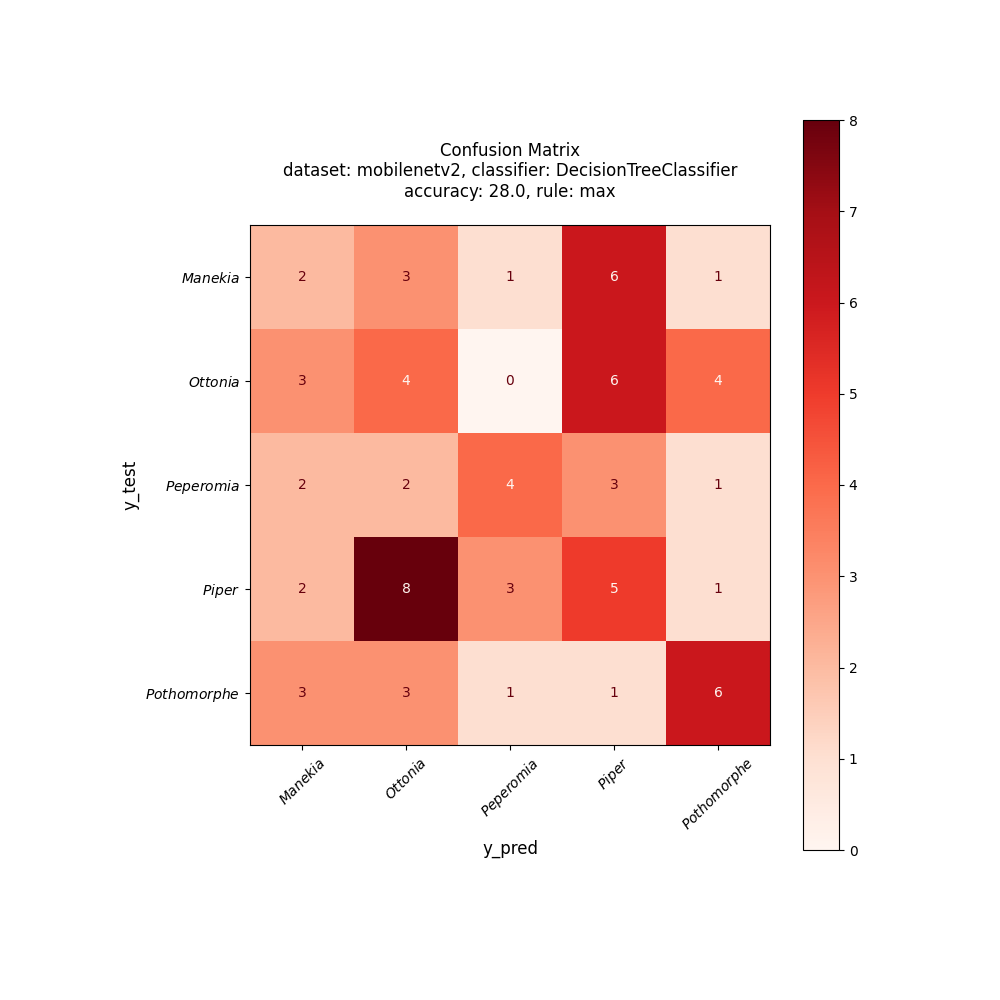 Confusion Matrix
dataset: mobilenetv2, classifier: DecisionTreeClassifier
accuracy: 28.0, rule: max
Manekia 2 3 1 6 1
Ottonia 3 4 0 6 4
Peperomia 2 2 4 3 1
Piper 2 8 3 5 1
Pothomorphe 3 3 1 1 6
Manekia Ottonia Peperomia Piper Pothomorphe
y_test
y_pred
8
7
6
5
4
3
2
1
0